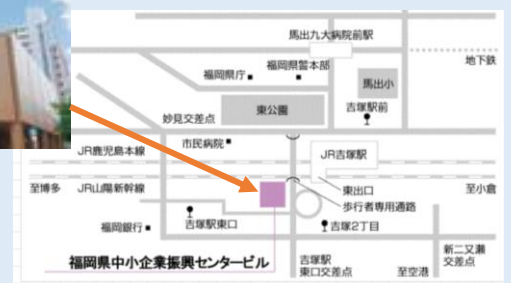 馬出九大病院前駅
地下鉄
福岡県警本部
福岡県庁
馬出小
東公園
吉塚駅前
妙見交差点
市民病院
JR鹿児島本線
JR吉塚駅
至博多
JR山陽新幹線
東出口
至小倉
歩行者専用通路
福岡銀行
吉塚駅東口
吉塚2丁目
福岡県中小企業振興センタービル
吉塚駅
東口交差点
至空港
新二又瀬
交差点